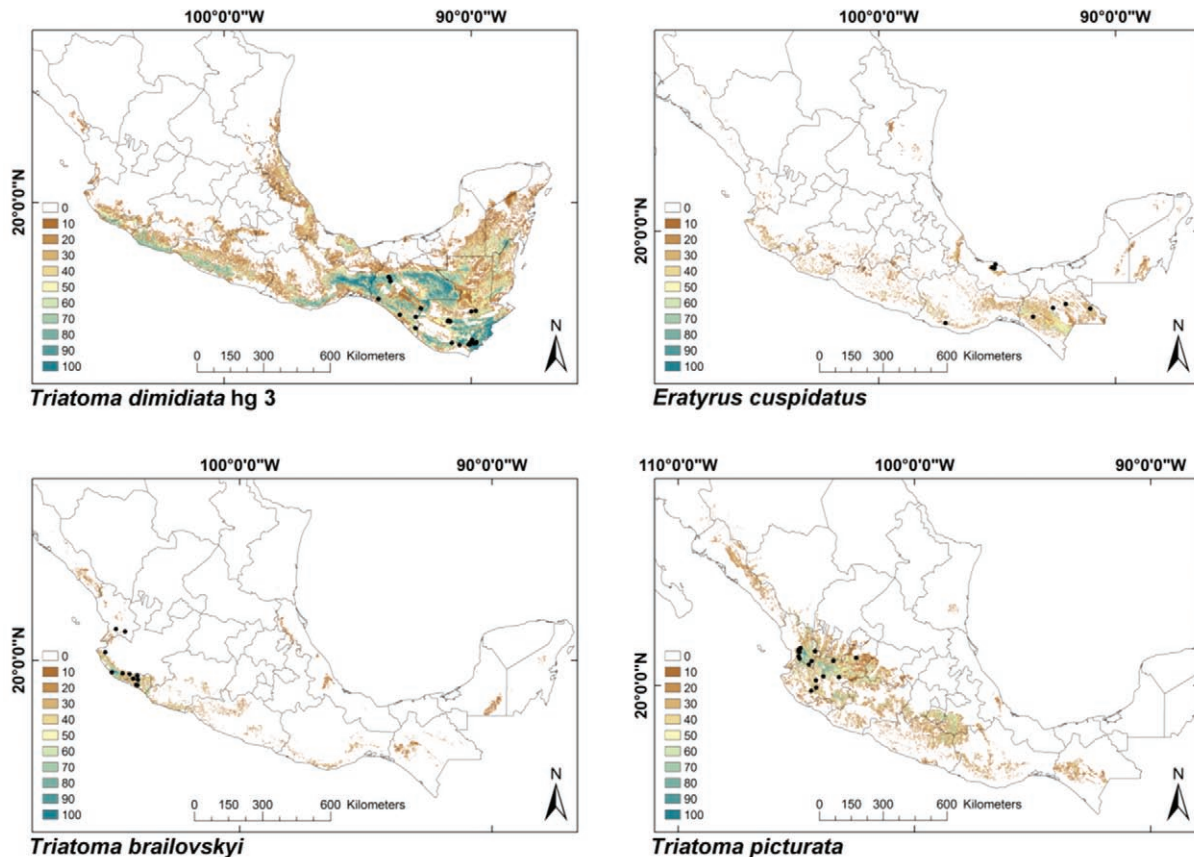 100°0'0"W 90°0'0"W
20°0'0"N
0
10
20
30
40
50
60
70
80
90
100
0 150 300 600 Kilometers
N
Triatoma dimidiata hg 3
100°0'0"W 90°0'0"W
20°0'0"N
0
10
20
30
40
50
60
70
80
90
100
0 150 300 600 Kilometers
N
Eratyrus cuspidatus
100°0'0"W 90°0'0"W
20°0'0"N
0
10
20
30
40
50
60
70
80
90
100
0 150 300 600 Kilometers
N
Triatoma brailovskyi
110°0'0"W 100°0'0"W 90°0'0"W
20°0'0"N
0
10
20
30
40
50
60
70
80
90
100
0 150 300 600 Kilometers
N
Triatoma picturata